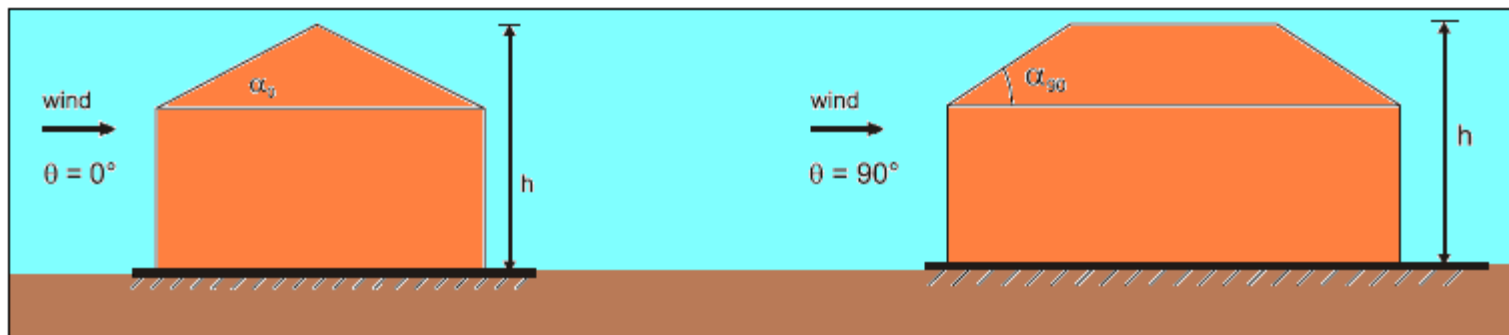 α₀
wind
θ = 0°
h
α₉₀
wind
θ = 90°
h